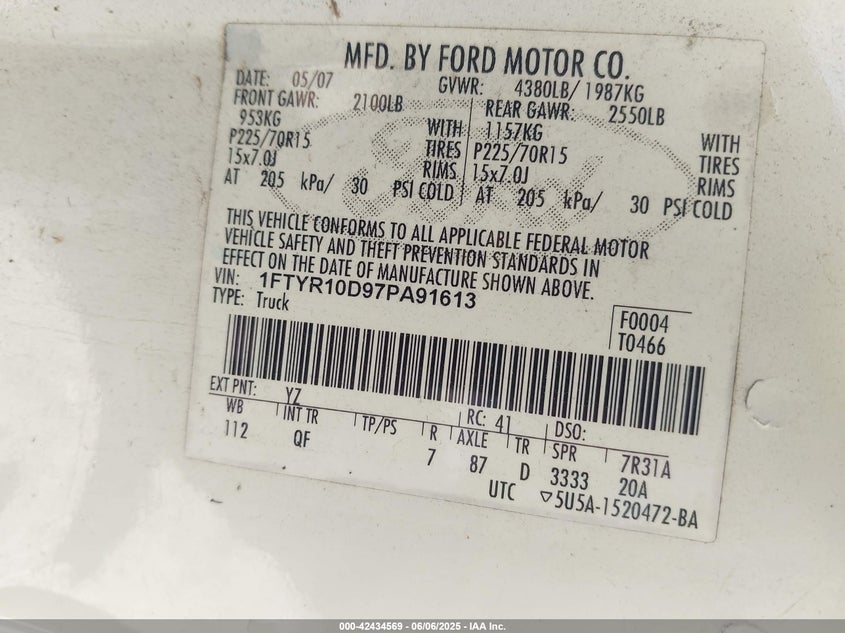 MFD. BY FORD MOTOR CO.
DATE: 05/07 GVWR: 4380LB/ 1987KG
FRONT GAWR: 2100LB REAR GAWR: 2550LB
953KG WITH 1157KG WITH
P225/70R15 TIRES P225/70R15 TIRES
15x7.0J RIMS 15x7.0J RIMS
AT 205 kPa/ 30 PSI COLD AT 205 kPa/ 30 PSI COLD
THIS VEHICLE CONFORMS TO ALL APPLICABLE FEDERAL MOTOR
VEHICLE SAFETY AND THEFT PREVENTION STANDARDS IN
EFFECT ON THE DATE OF MANUFACTURE SHOWN ABOVE.
VIN: 1FTYR10D97PA91613
TYPE: Truck
F0004
T0466
EXT PNT: YZ RC: 41 DSO:
WB INT TR TP/PS R AXLE TR SPR 7R31A
112 QF 7 87 D 3333 20A
UTC ▽5U5A-1520472-BA
Ford
000-42434569 - 06/06/2025 - IAA Inc.